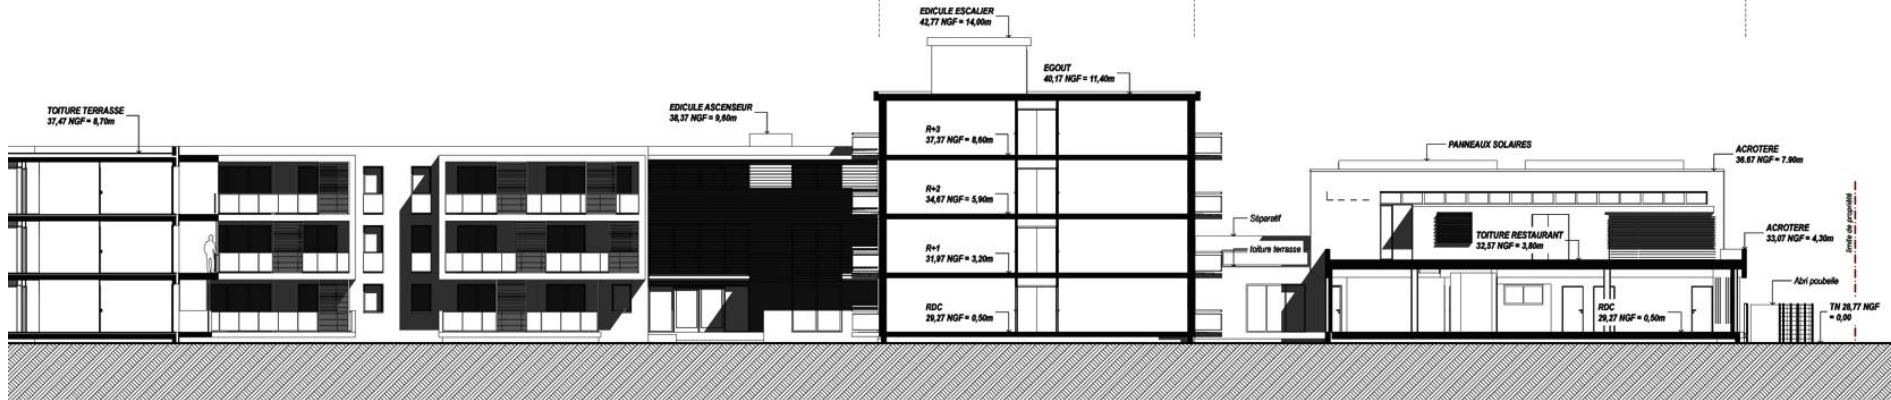 EDICULE ESCALIER
42,77 NGF = 14,00m
EGOUT
40,17 NGF = 11,40m
TOITURE TERRASSE
37,47 NGF = 8,70m
EDICULE ASCENSEUR
38,37 NGF = 9,60m
R+3
37,37 NGF = 8,60m
PANNEAUX SOLAIRES
ACROTERE
36.67 NGF = 7.90m
R+2
34,67 NGF = 5,90m
Séparatif
toiture terrasse
TOITURE RESTAURANT
32,57 NGF = 3,80m
ACROTERE
33,07 NGF = 4,30m
limite de propriété
R+1
31,97 NGF = 3,20m
Abri poubelle
RDC
29,27 NGF = 0,50m
RDC
29,27 NGF = 0,50m
TN 28,77 NGF
= 0,00